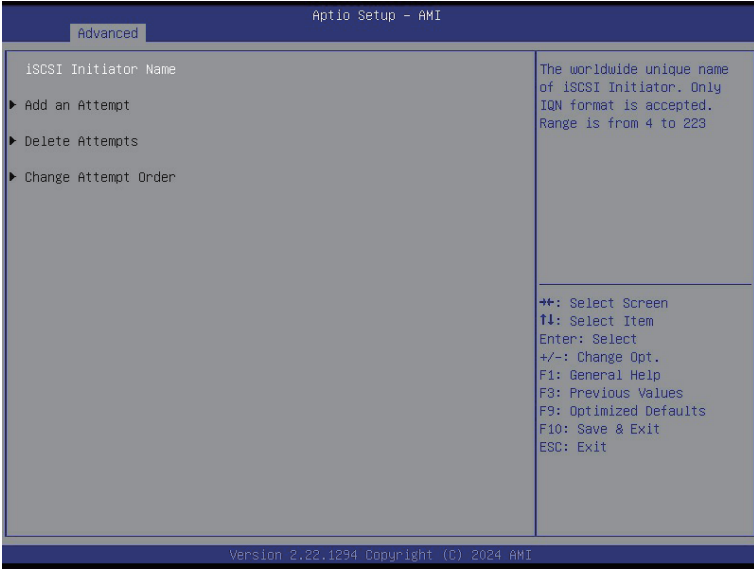 Aptio Setup – AMI
Advanced
iSCSI Initiator Name
▶ Add an Attempt
▶ Delete Attempts
▶ Change Attempt Order
The worldwide unique name
of iSCSI Initiator. Only
IQN format is accepted.
Range is from 4 to 223
→←: Select Screen
↑↓: Select Item
Enter: Select
+/-: Change Opt.
F1: General Help
F3: Previous Values
F9: Optimized Defaults
F10: Save & Exit
ESC: Exit
Version 2.22.1294 Copyright (C) 2024 AMI